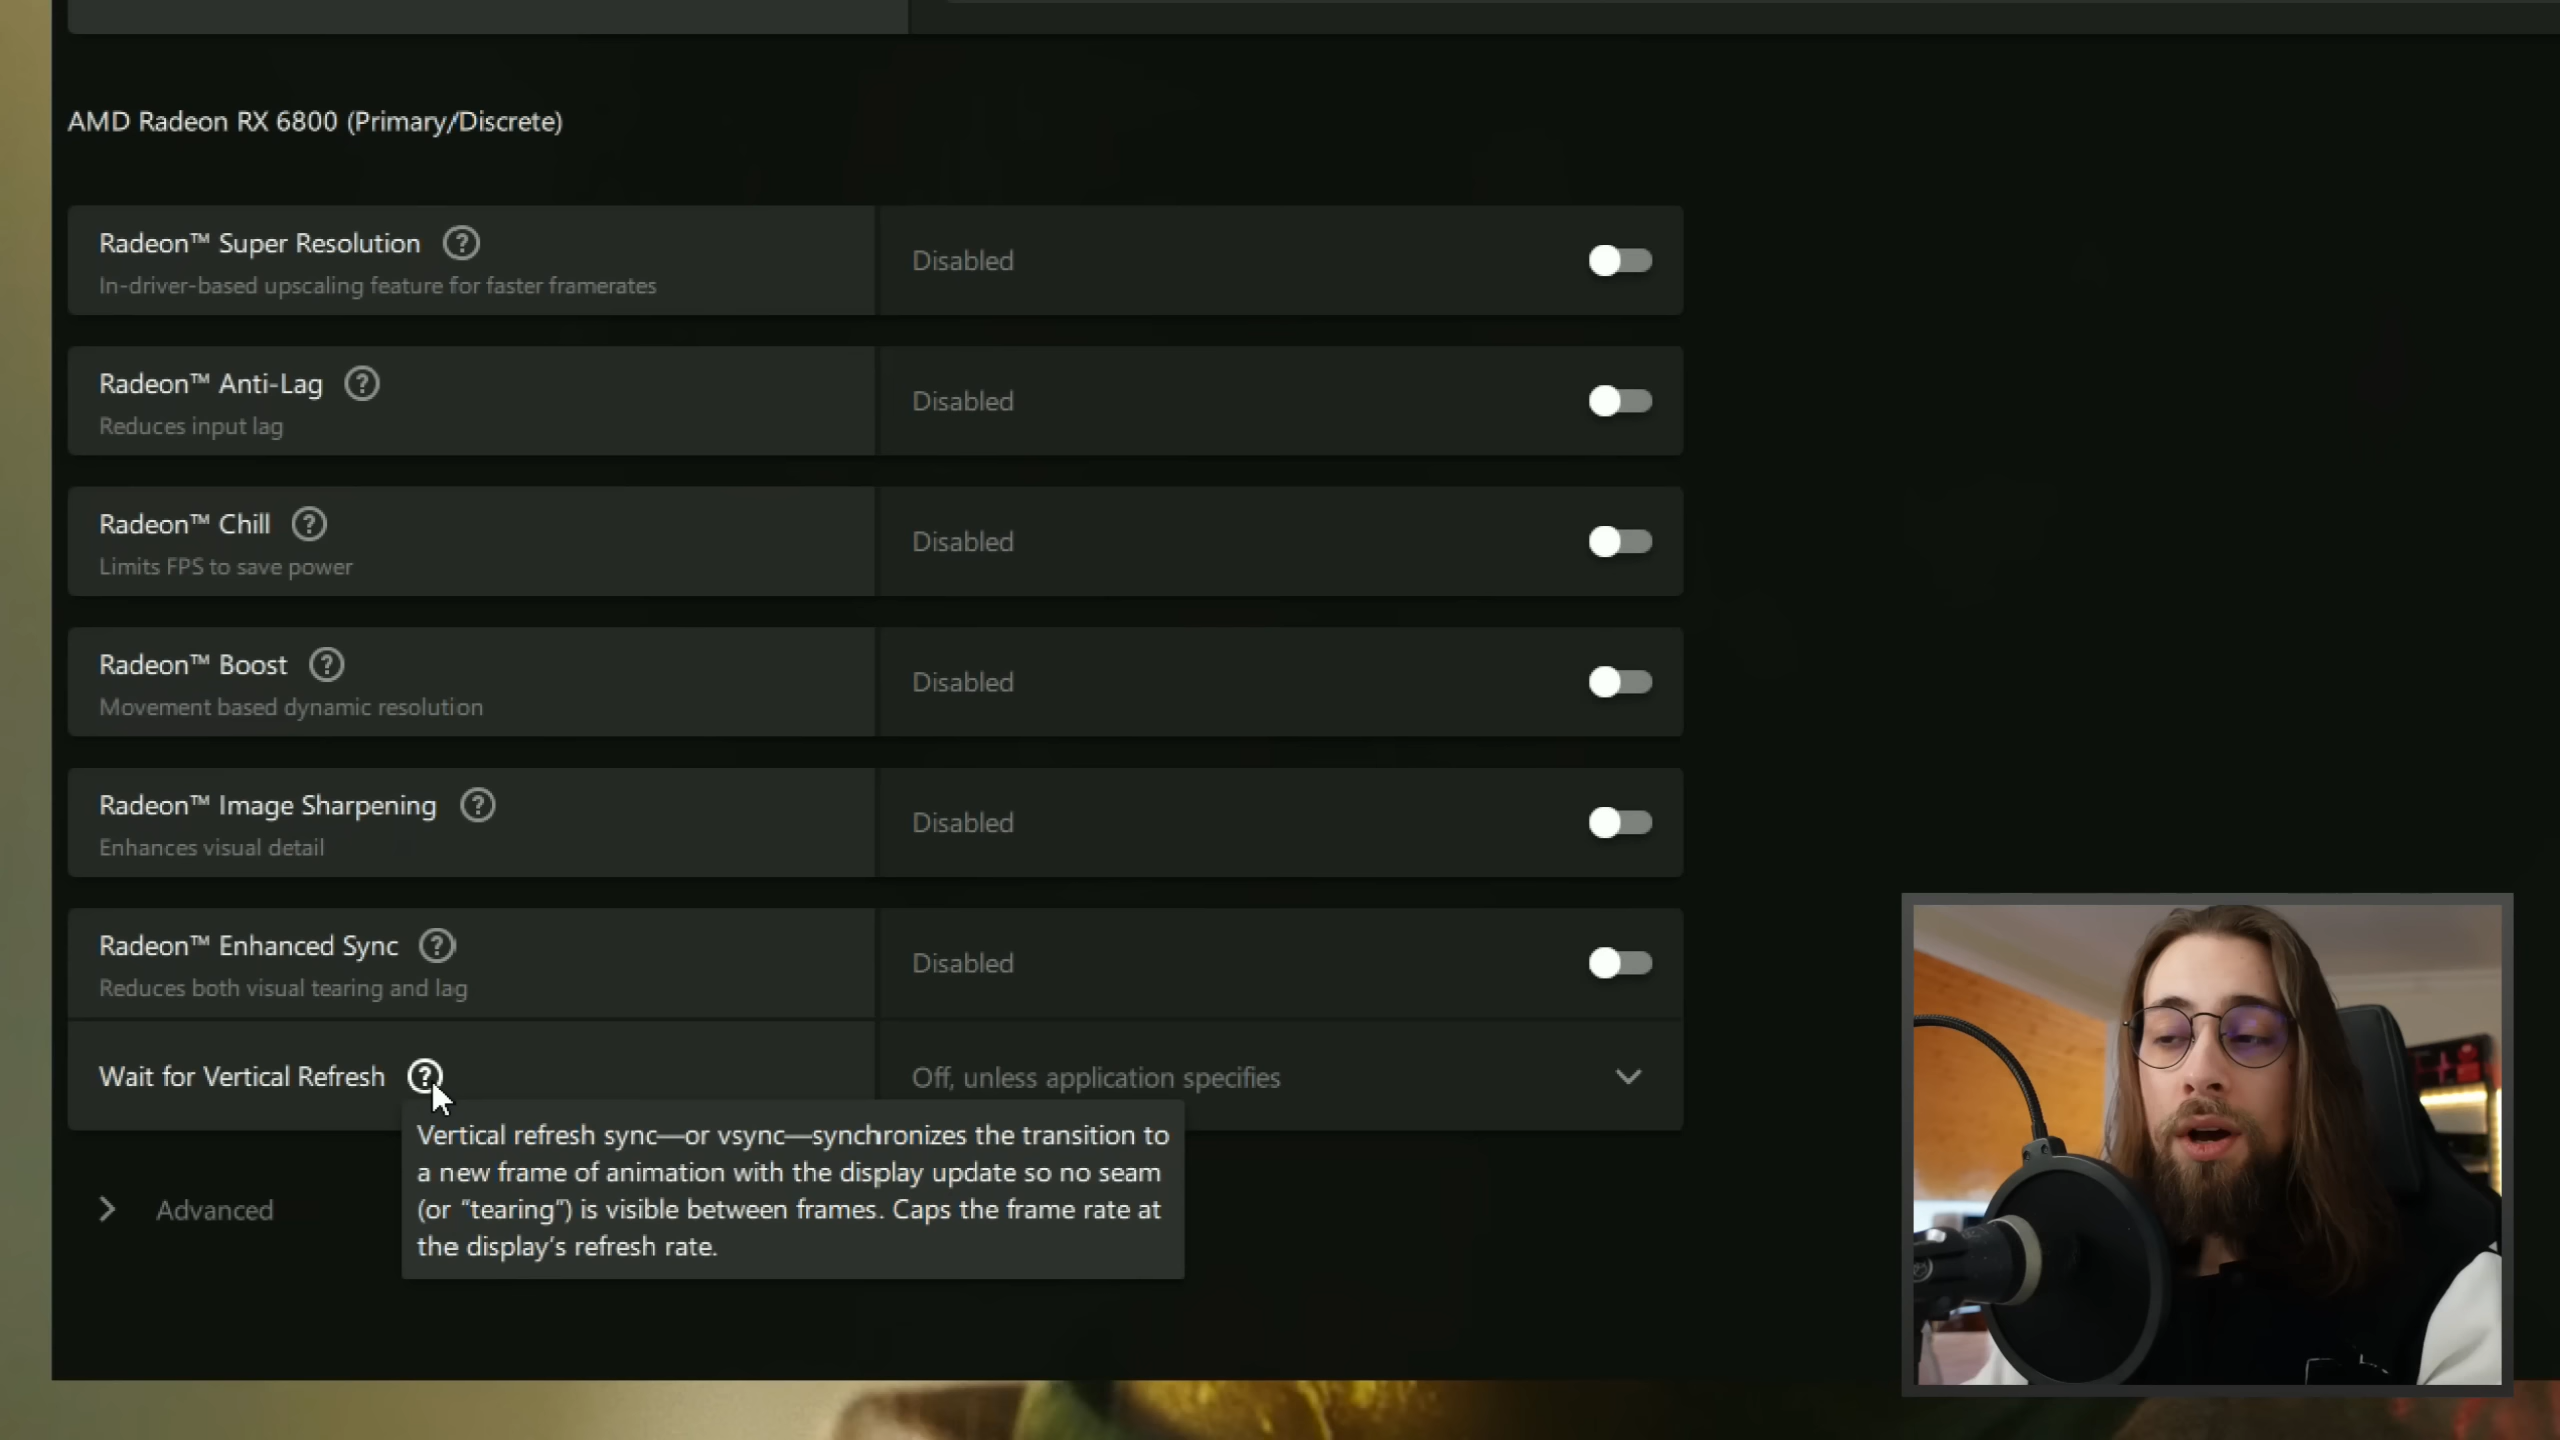 AMD Radeon RX 6800 (Primary/Discrete)
Radeon™ Super Resolution
In-driver-based upscaling feature for faster framerates
Disabled
Radeon™ Anti-Lag
Reduces input lag
Disabled
Radeon™ Chill
Limits FPS to save power
Disabled
Radeon™ Boost
Movement based dynamic resolution
Disabled
Radeon™ Image Sharpening
Enhances visual detail
Disabled
Radeon™ Enhanced Sync
Reduces both visual tearing and lag
Disabled
Wait for Vertical Refresh
Off, unless application specifies
Vertical refresh sync—or vsync—synchronizes the transition to
a new frame of animation with the display update so no seam
(or “tearing”) is visible between frames. Caps the frame rate at
the display’s refresh rate.
Advanced